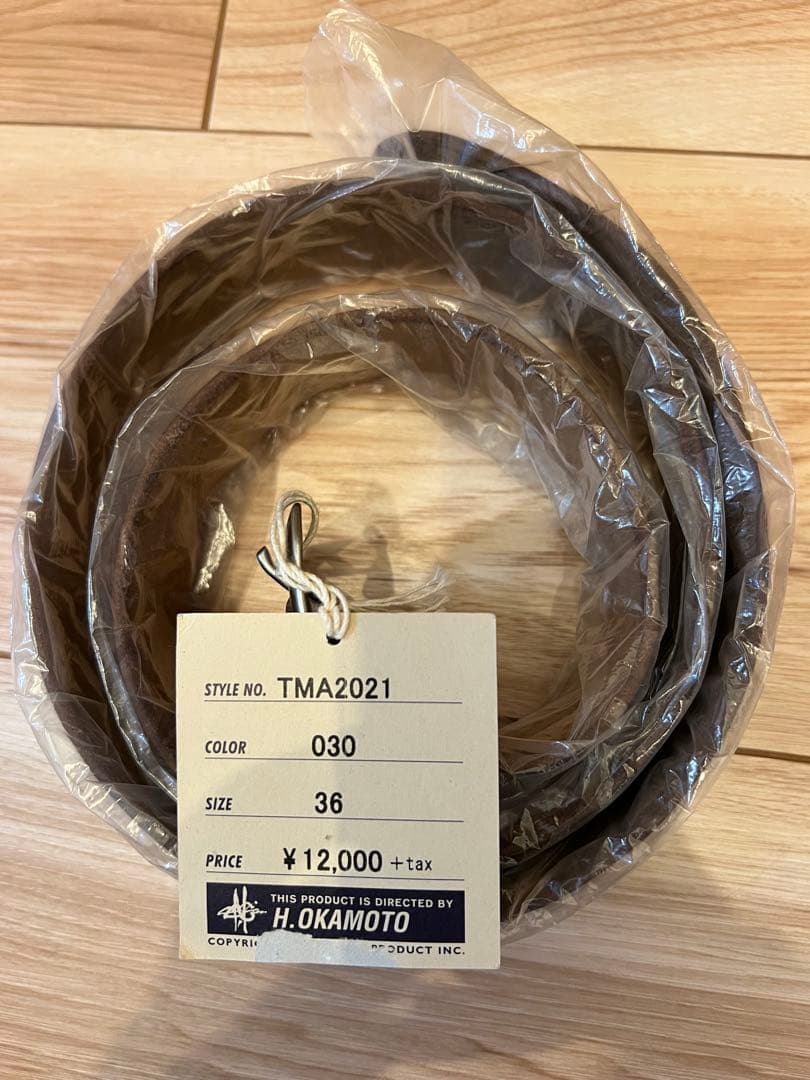 STYLE NO. TMA2021
COLOR 030
SIZE 36
PRICE ¥12,000 +tax
THIS PRODUCT IS DIRECTED BY
H.OKAMOTO
PRODUCT INC.